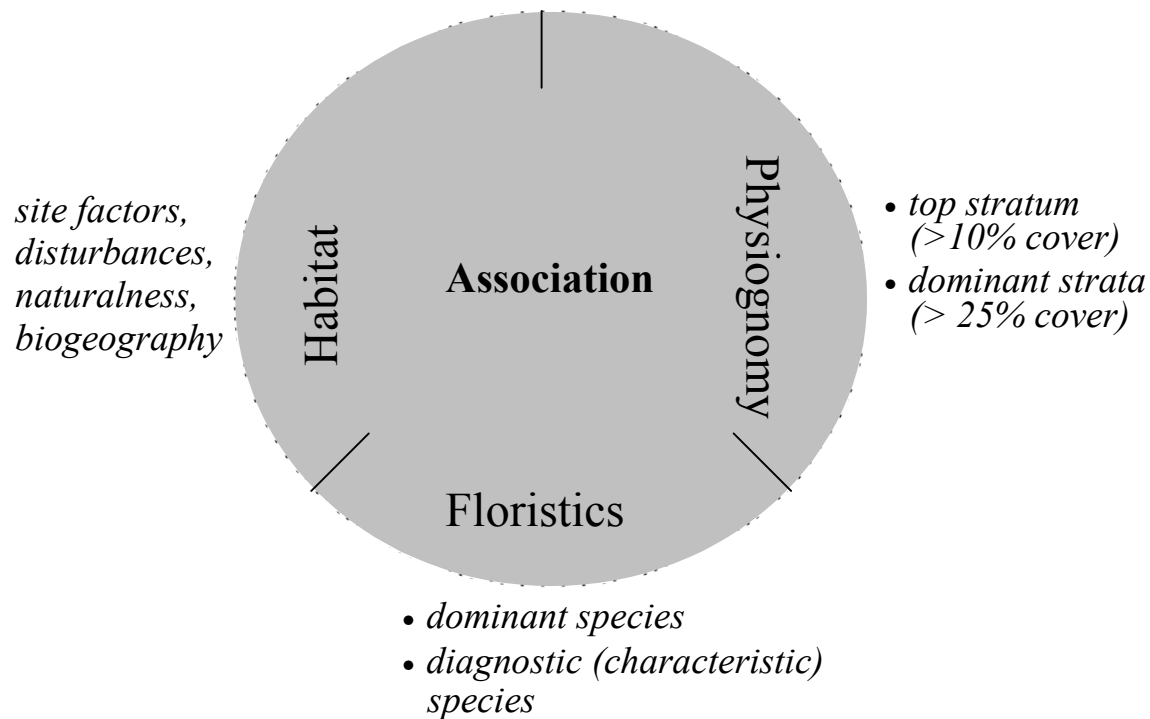 site factors,
disturbances,
naturalness,
biogeography
Habitat
Association
Physiognomy
• top stratum
(>10% cover)
• dominant strata
(> 25% cover)
Floristics
• dominant species
• diagnostic (characteristic)
species